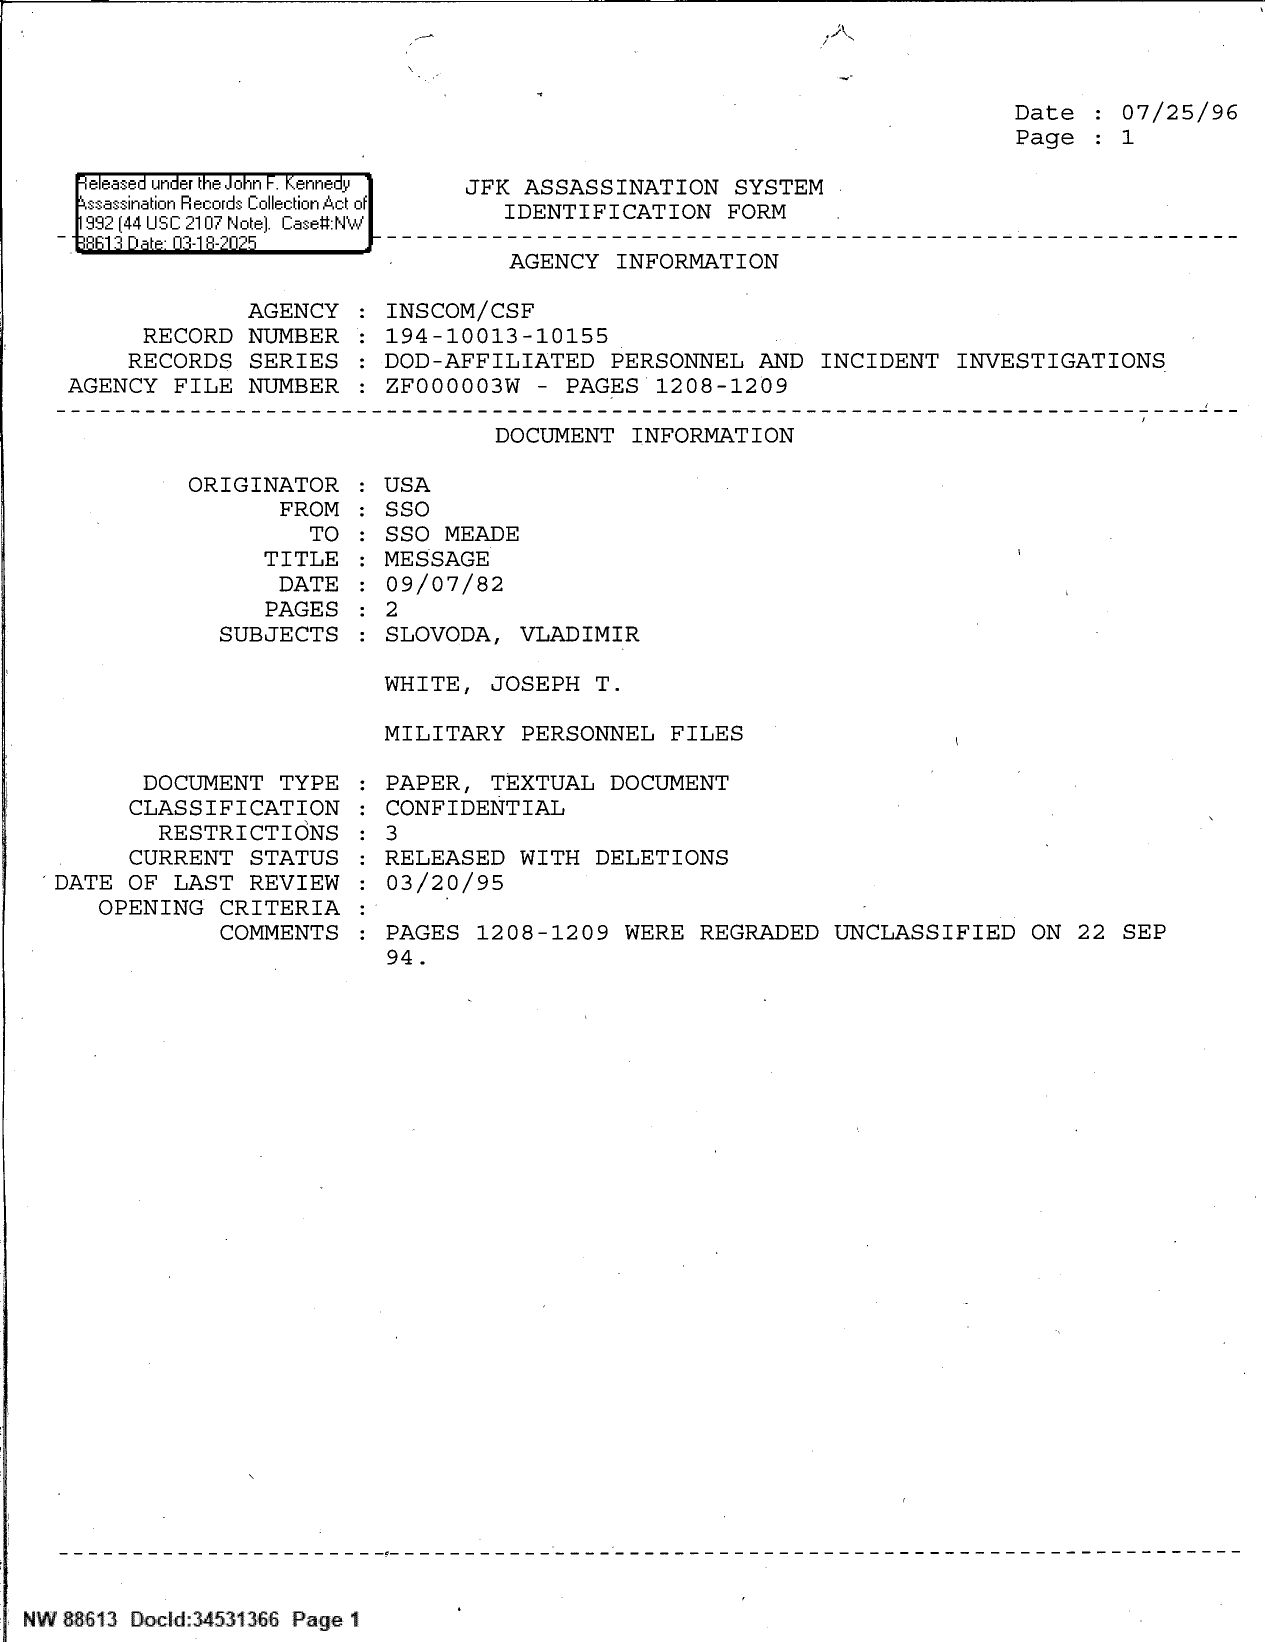 Date : 07/25/96
Page : 1
Released under the John F. Kennedy
Assassination Records Collection Act of
1992 (44 USC 2107 Note). Case#:NW
88613 Date: 03-18-2025
JFK ASSASSINATION SYSTEM
IDENTIFICATION FORM
AGENCY INFORMATION
AGENCY : INSCOM/CSF
RECORD NUMBER : 194-10013-10155
RECORDS SERIES : DOD-AFFILIATED PERSONNEL AND INCIDENT INVESTIGATIONS
AGENCY FILE NUMBER : ZF000003W - PAGES 1208-1209
DOCUMENT INFORMATION
ORIGINATOR : USA
FROM : SSO
TO : SSO MEADE
TITLE : MESSAGE
DATE : 09/07/82
PAGES : 2
SUBJECTS : SLOVODA, VLADIMIR
WHITE, JOSEPH T.
MILITARY PERSONNEL FILES
DOCUMENT TYPE : PAPER, TEXTUAL DOCUMENT
CLASSIFICATION : CONFIDENTIAL
RESTRICTIONS : 3
CURRENT STATUS : RELEASED WITH DELETIONS
DATE OF LAST REVIEW : 03/20/95
OPENING CRITERIA :
COMMENTS : PAGES 1208-1209 WERE REGRADED UNCLASSIFIED ON 22 SEP
94.
NW 88613 DocId:34531366 Page 1